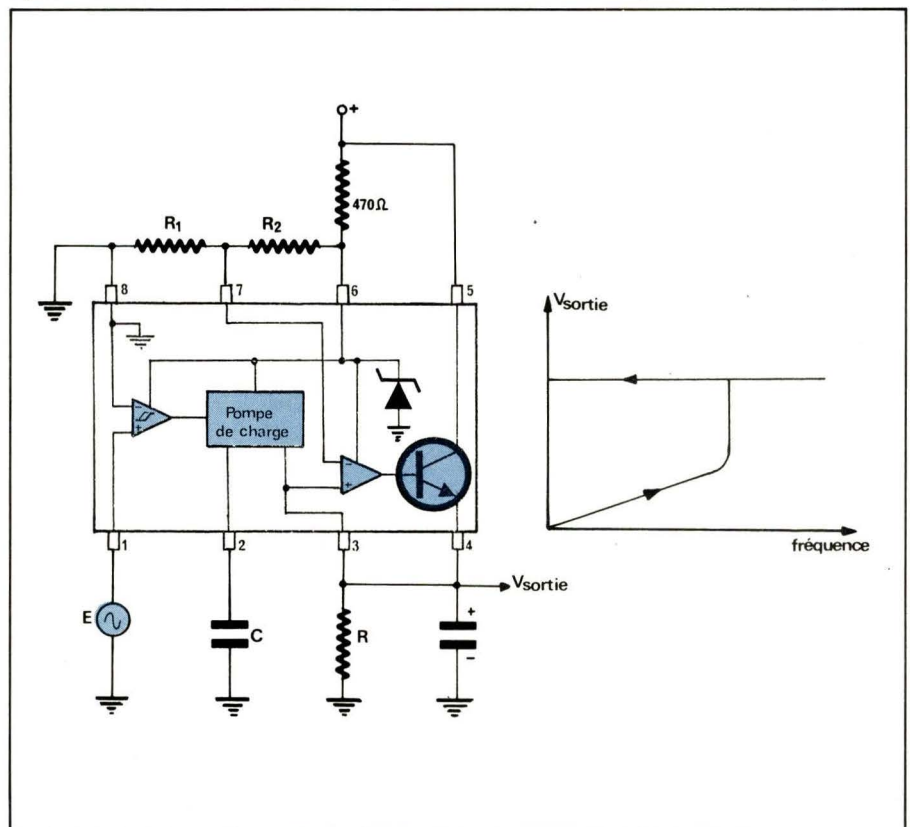 +
470Ω
R1
R2
8
7
6
5
Pompe
de charge
-
+
-
+
1
2
3
4
E
C
R
Vsortie
+
-
Vsortie
fréquence